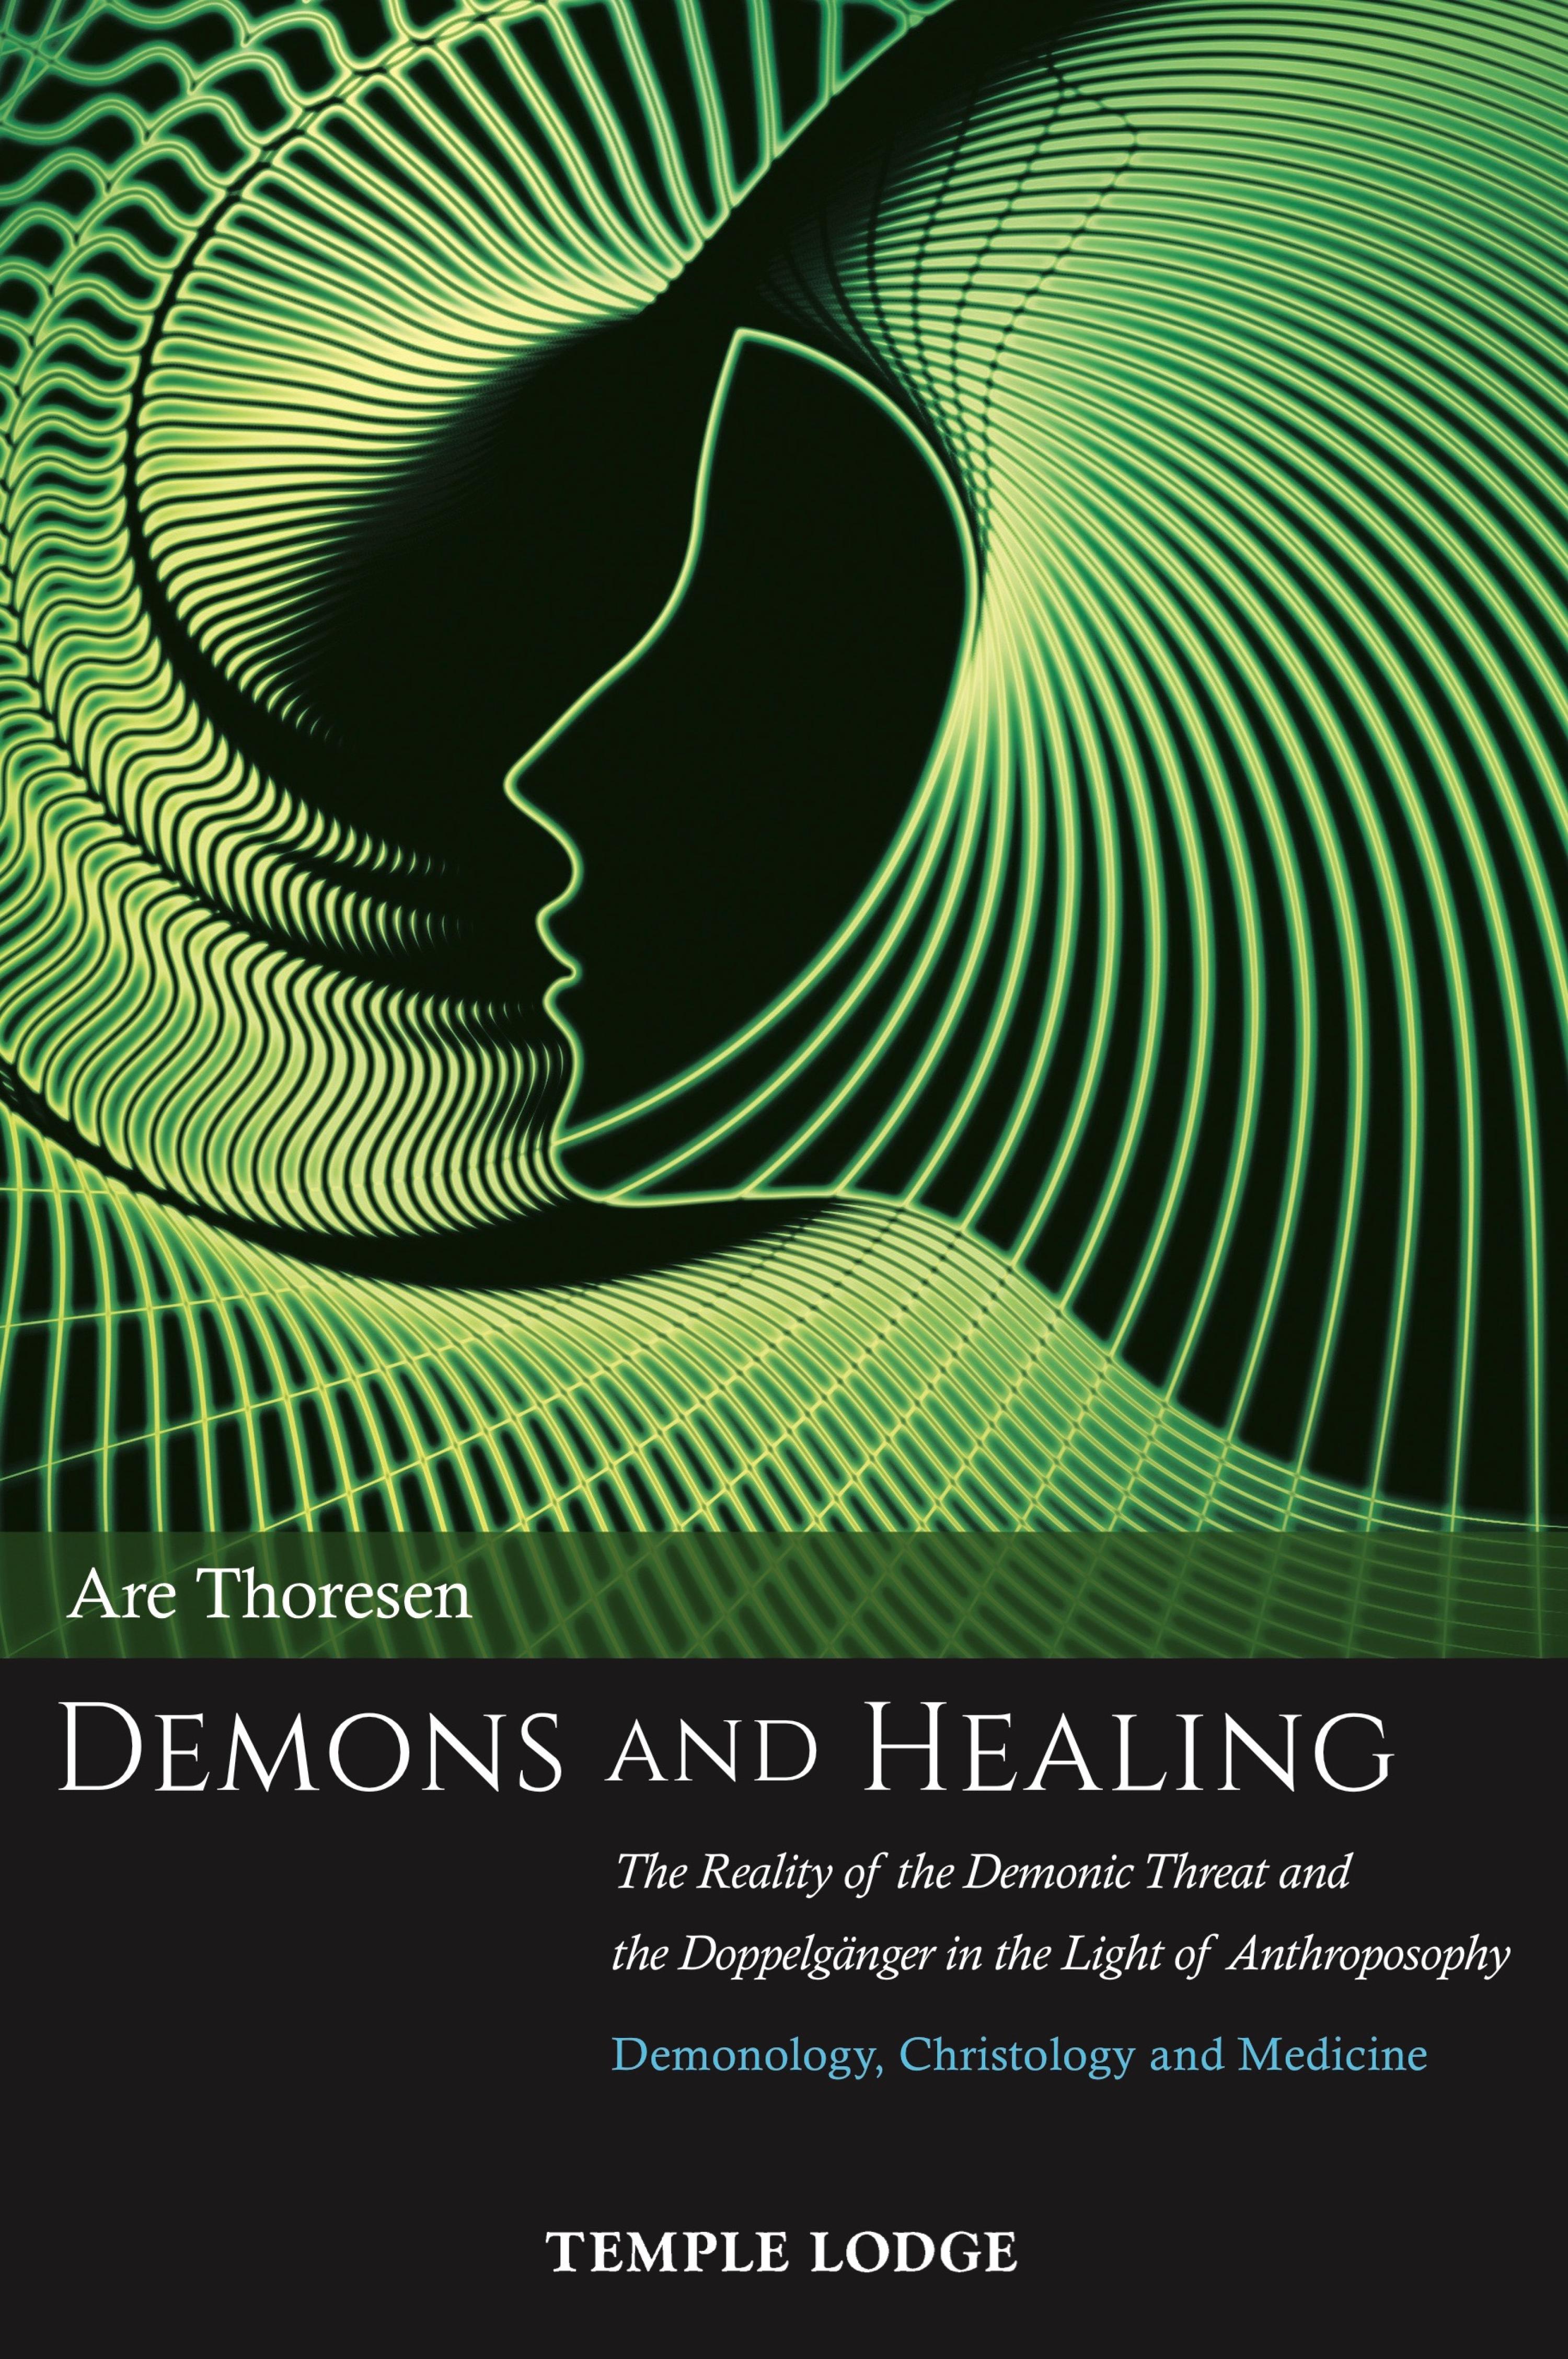 Are Thoresen
DEMONS AND HEALING
The Reality of the Demonic Threat and
the Doppelgänger in the Light of Anthroposophy
Demonology, Christology and Medicine
TEMPLE LODGE